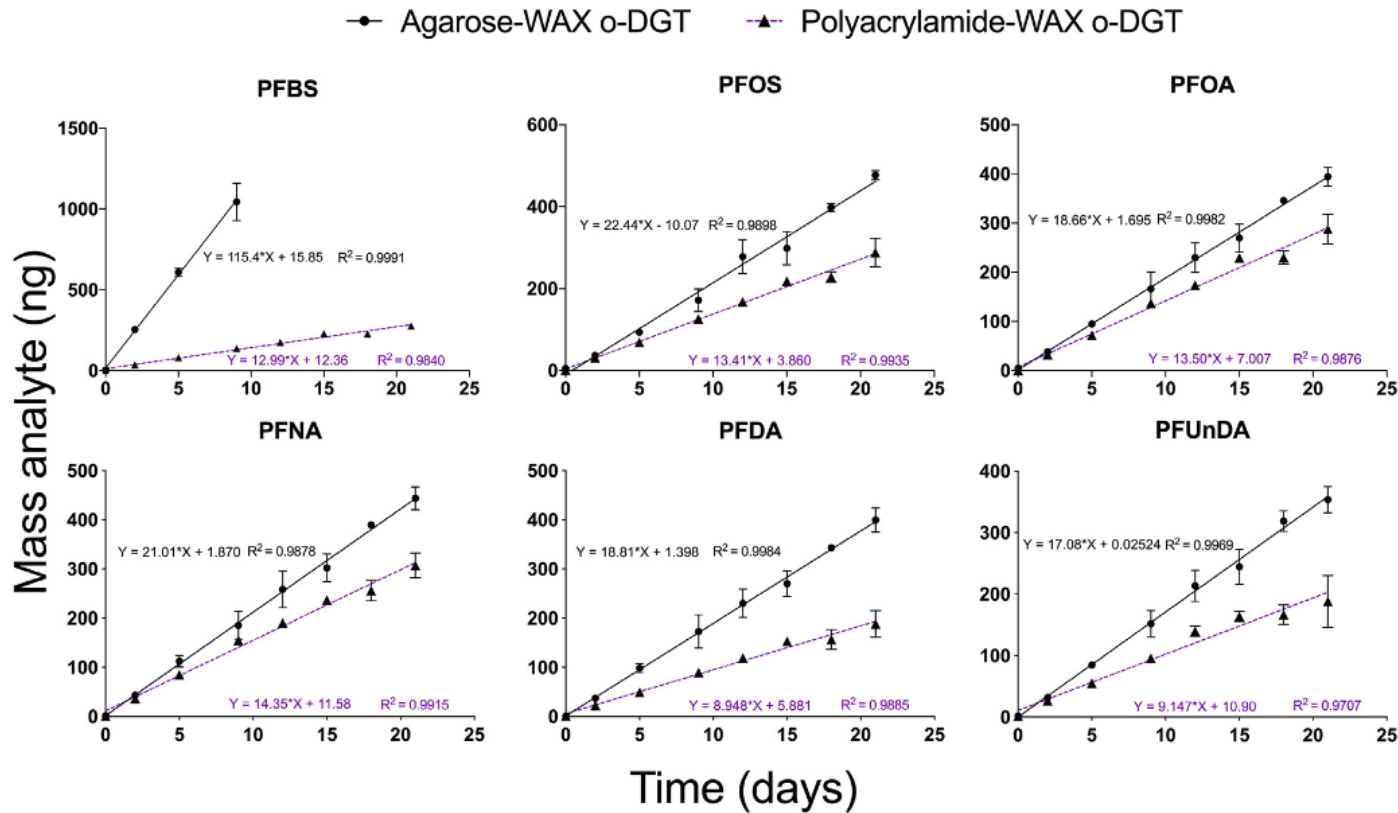 Agarose-WAX o-DGT
Polyacrylamide-WAX o-DGT
Mass analyte (ng)
PFBS
1500
1000
500
0
Y = 115.4*X + 15.85 R² = 0.9991
Y = 12.99*X + 12.36 R² = 0.9840
0 5 10 15 20 25
PFOS
600
400
200
0
Y = 22.44*X - 10.07 R² = 0.9898
Y = 13.41*X + 3.860 R² = 0.9935
0 5 10 15 20 25
PFOA
500
400
300
200
100
0
Y = 18.66*X + 1.695 R² = 0.9982
Y = 13.50*X + 7.007 R² = 0.9876
0 5 10 15 20 25
PFNA
500
400
300
200
100
0
Y = 21.01*X + 1.870 R² = 0.9878
Y = 14.35*X + 11.58 R² = 0.9915
0 5 10 15 20 25
PFDA
500
400
300
200
100
0
Y = 18.81*X + 1.398 R² = 0.9984
Y = 8.948*X + 5.881 R² = 0.9885
0 5 10 15 20 25
PFUnDA
400
300
200
100
0
Y = 17.08*X + 0.02524 R² = 0.9969
Y = 9.147*X + 10.90 R² = 0.9707
0 5 10 15 20 25
Time (days)